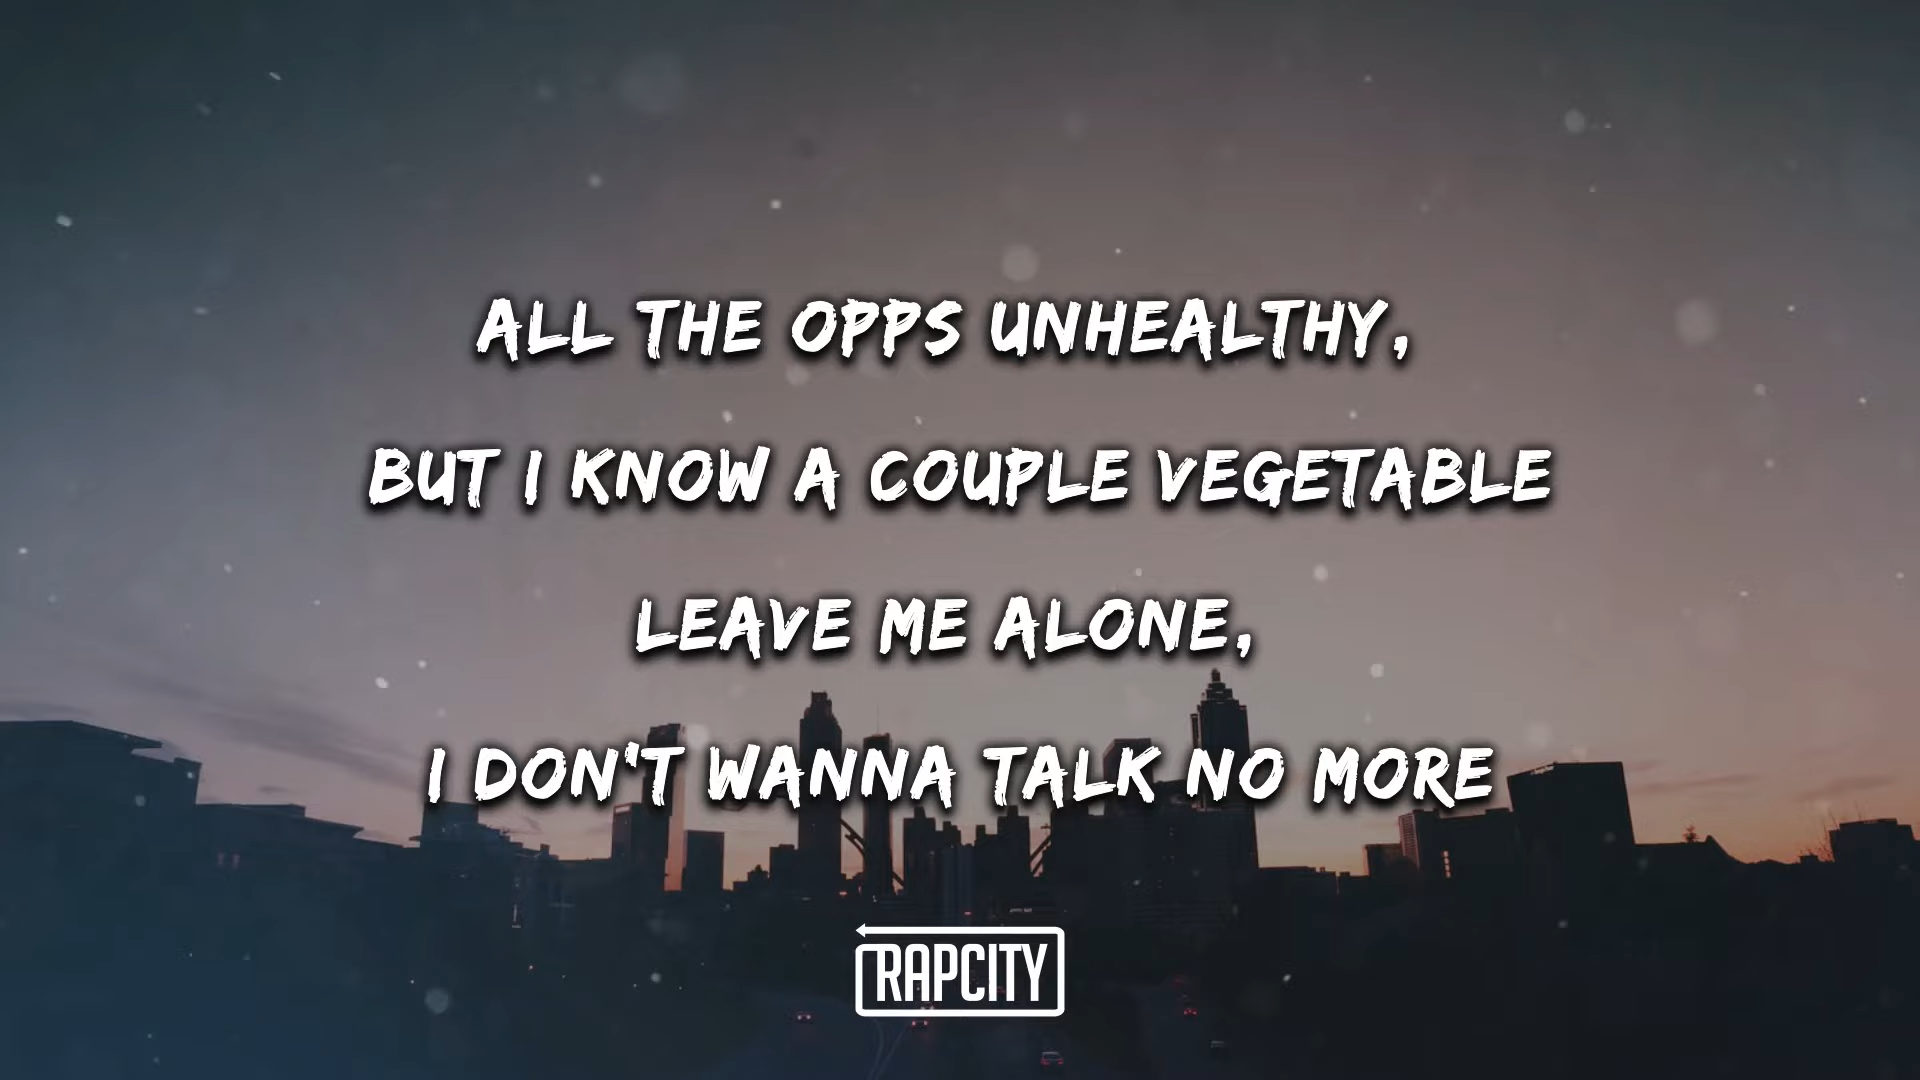 ALL THE OPPS UNHEALTHY,
BUT I KNOW A COUPLE VEGETABLE
LEAVE ME ALONE,
I DON'T WANNA TALK NO MORE
RAPCITY